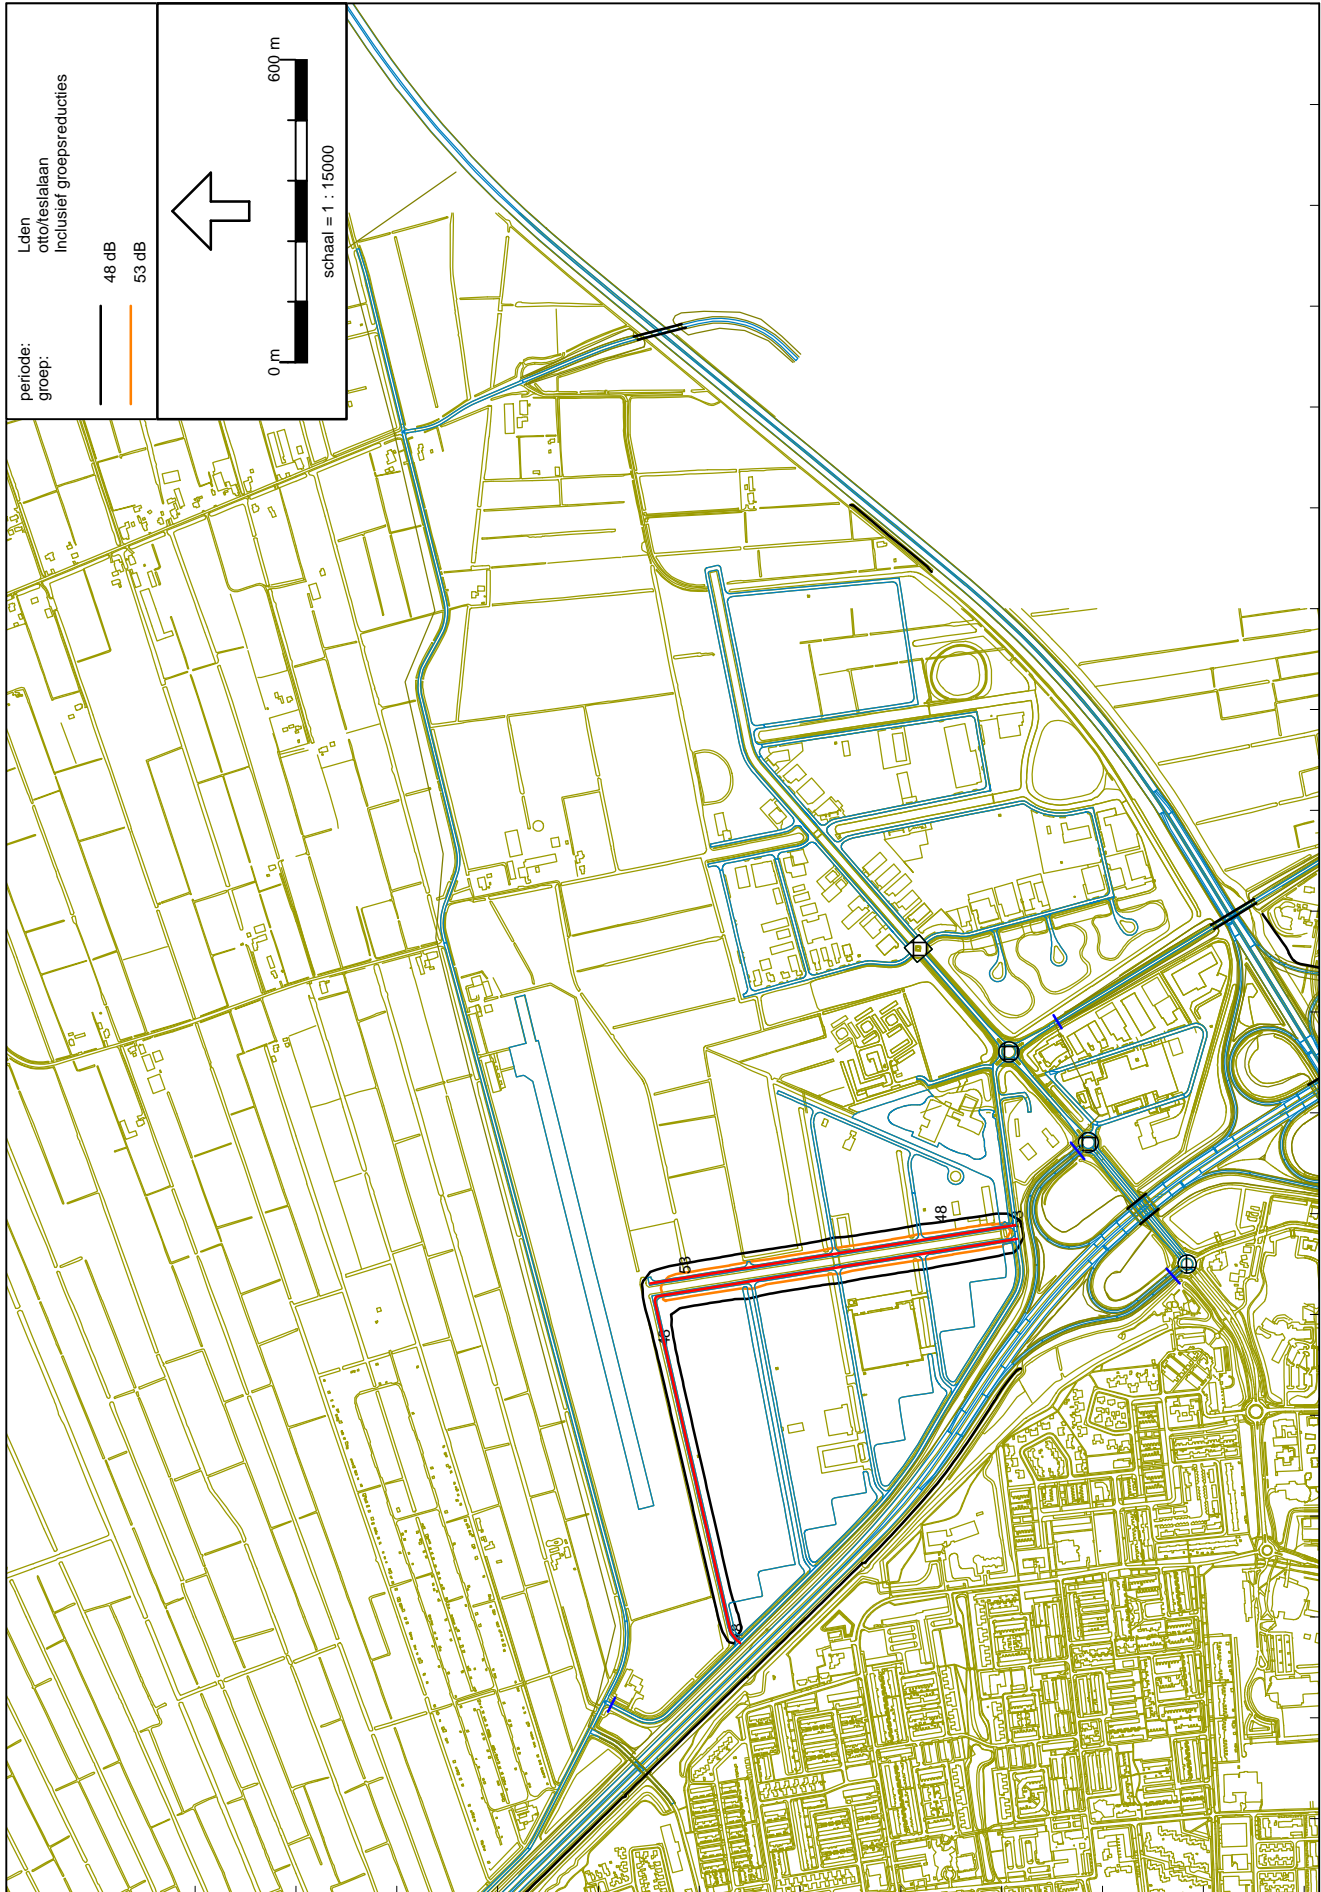 periode: Lden
groep: otto/teslalaan
Inclusief groepsreducties
48 dB
53 dB
0 m 600 m
schaal = 1 : 15000
48
53
48